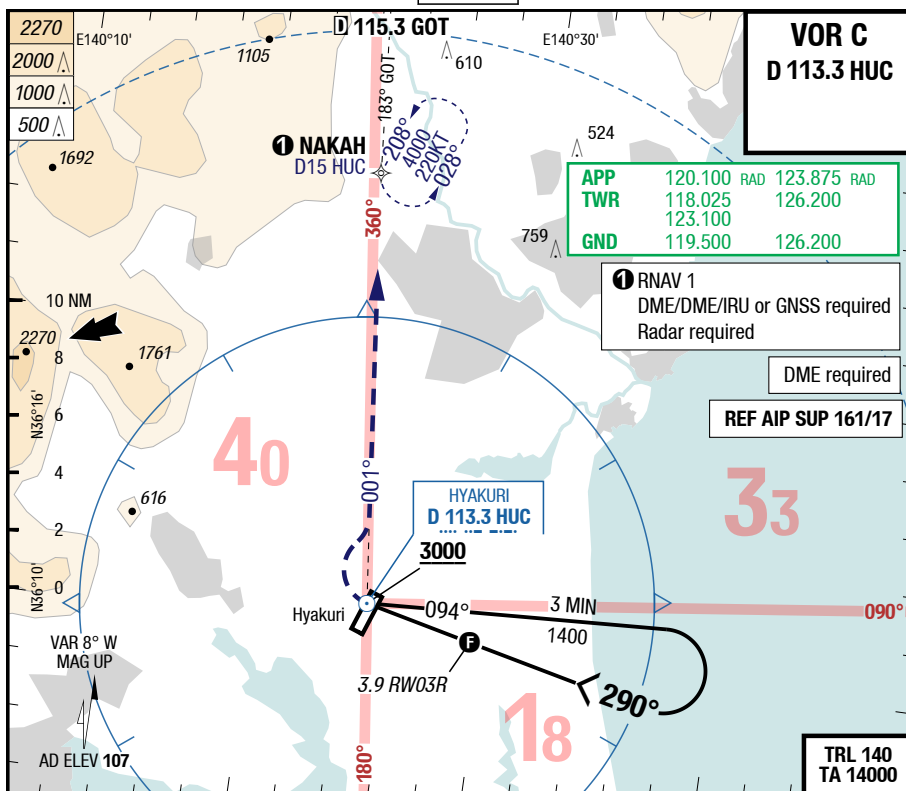 2270
2000
1000
500
E140°10'
1105
D 115.3 GOT
610
E140°30'
VOR C
D 113.3 HUC
183° GOT
1 NAKAH
D15 HUC
208°
4000
220KT
028°
524
1692
APP 120.100 RAD 123.875 RAD
TWR 118.025 126.200
123.100
GND 119.500 126.200
360°
759
1 RNAV 1
DME/DME/IRU or GNSS required
Radar required
10 NM
2270
8
1761
DME required
6
N36°16'
REF AIP SUP 161/17
4
40
33
616
001°
HYAKURI
D 113.3 HUC
2
3000
N36°10'
0
Hyakuri
094°
3 MIN
1400
090°
VAR 8° W
MAG UP
F
3.9 RW03R
290°
18
180°
AD ELEV 107
TRL 140
TA 14000